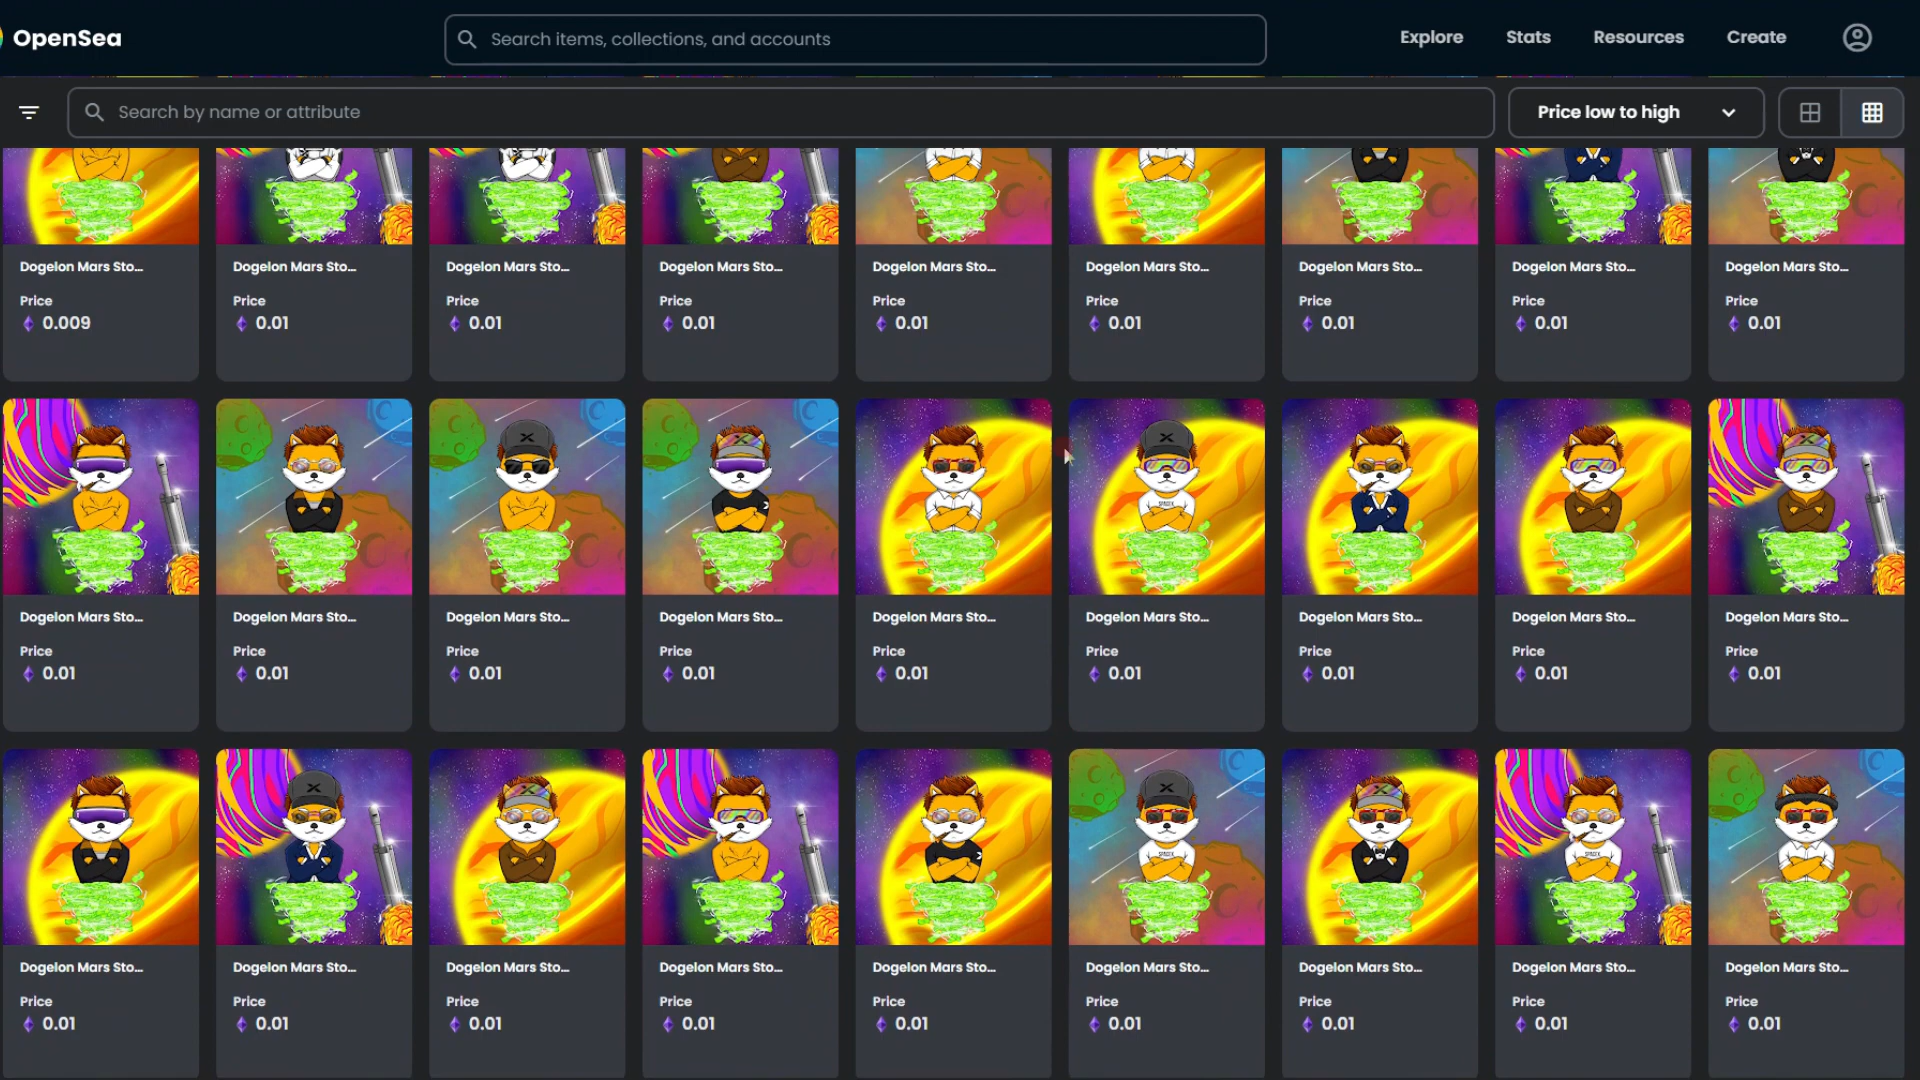 OpenSea
Search items, collections, and accounts
Explore Stats Resources Create
Search by name or attribute
Price low to high
Dogelon Mars Sto... Dogelon Mars Sto... Dogelon Mars Sto... Dogelon Mars Sto... Dogelon Mars Sto... Dogelon Mars Sto... Dogelon Mars Sto... Dogelon Mars Sto... Dogelon Mars Sto...
Price Price Price Price Price Price Price Price Price
0.009 0.01 0.01 0.01 0.01 0.01 0.01 0.01 0.01
Dogelon Mars Sto... Dogelon Mars Sto... Dogelon Mars Sto... Dogelon Mars Sto... Dogelon Mars Sto... Dogelon Mars Sto... Dogelon Mars Sto... Dogelon Mars Sto... Dogelon Mars Sto...
Price Price Price Price Price Price Price Price Price
0.01 0.01 0.01 0.01 0.01 0.01 0.01 0.01 0.01
Dogelon Mars Sto... Dogelon Mars Sto... Dogelon Mars Sto... Dogelon Mars Sto... Dogelon Mars Sto... Dogelon Mars Sto... Dogelon Mars Sto... Dogelon Mars Sto... Dogelon Mars Sto...
Price Price Price Price Price Price Price Price Price
0.01 0.01 0.01 0.01 0.01 0.01 0.01 0.01 0.01